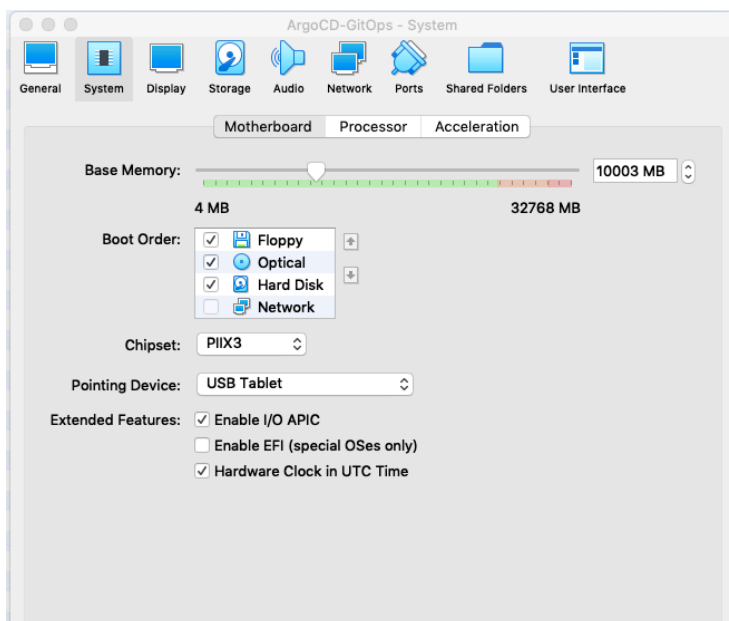 ArgoCD-GitOps - System
General System Display Storage Audio Network Ports Shared Folders User Interface
Motherboard Processor Acceleration
Base Memory: 10003 MB
4 MB 32768 MB
Boot Order: Floppy
Optical
Hard Disk
Network
Chipset: PIIX3
Pointing Device: USB Tablet
Extended Features: Enable I/O APIC
Enable EFI (special OSes only)
Hardware Clock in UTC Time